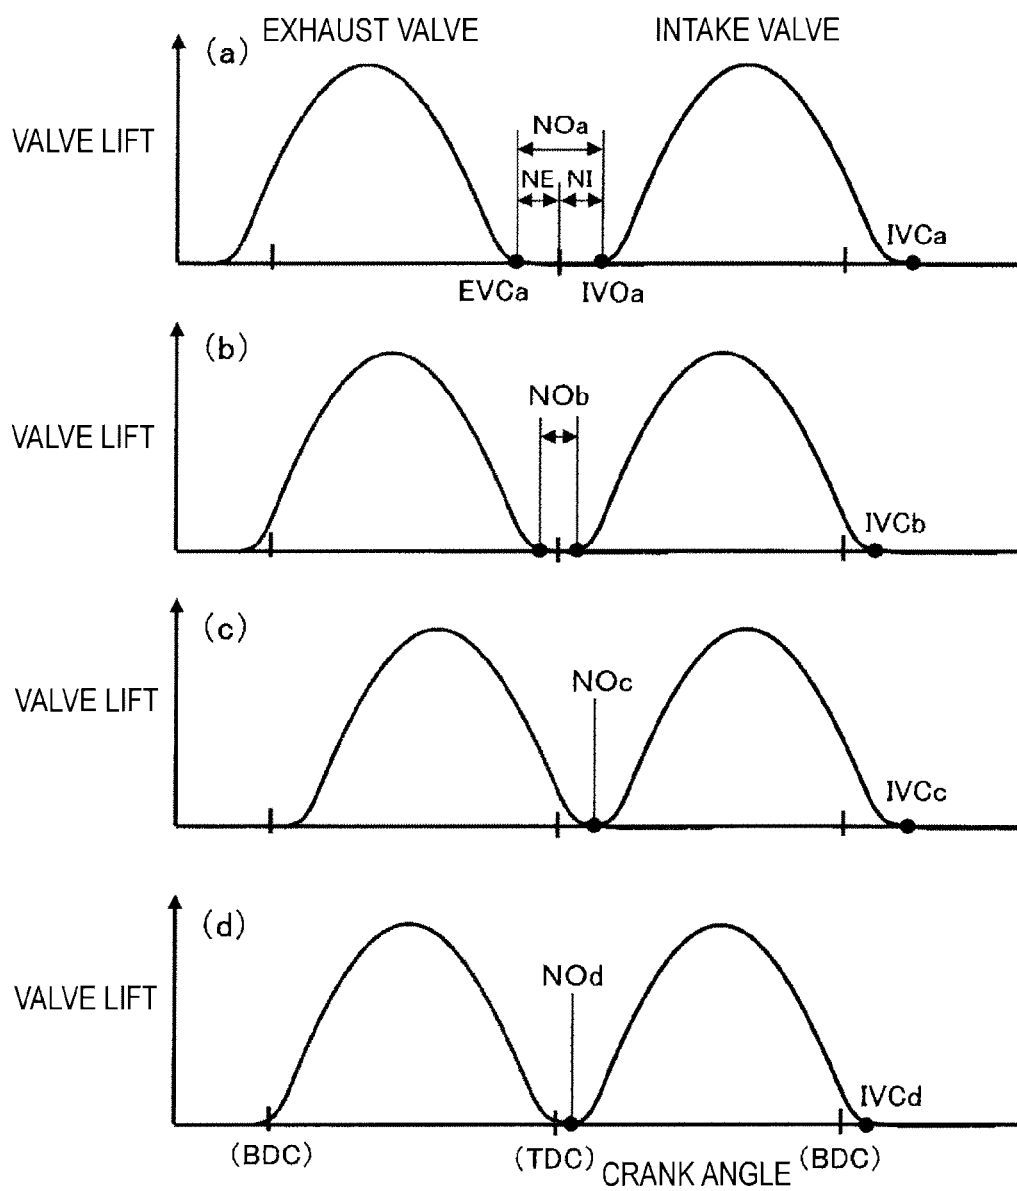 EXHAUST VALVE INTAKE VALVE
(a)
VALVE LIFT
NOa
NE NI
IVCa
EVCa IVOa
(b)
VALVE LIFT
NOb
IVCb
(c)
VALVE LIFT
NOc
IVCc
(d)
VALVE LIFT
NOd
IVCd
(BDC) (TDC) CRANK ANGLE (BDC)